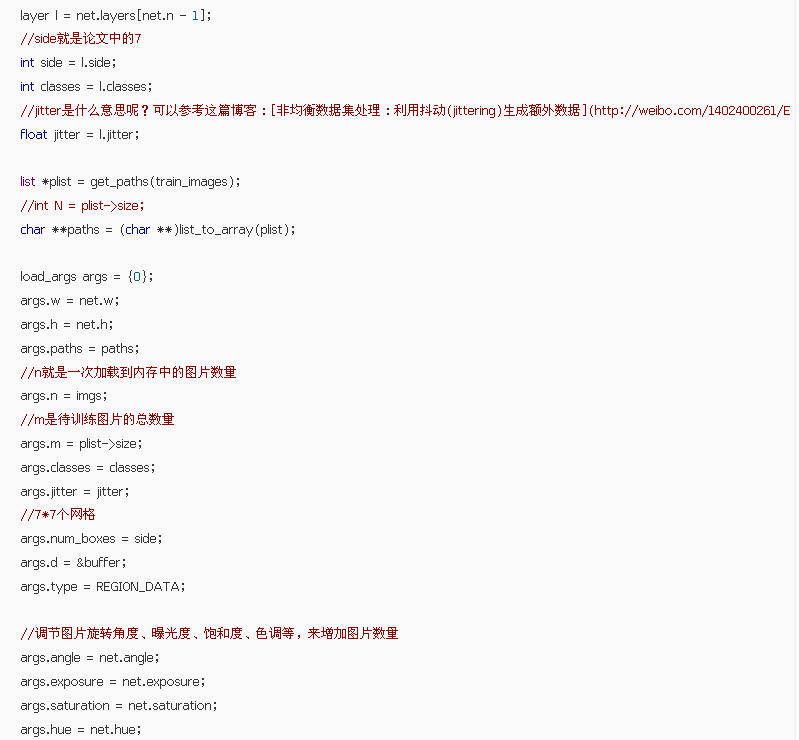 layer l = net.layers[net.n - 1];
//side就是论文中的7
int side = l.side;
int classes = l.classes;
//jitter是什么意思呢？可以参考这篇博客：[非均衡数据集处理：利用抖动(jittering)生成额外数据](http://weibo.com/1402400261/E
float jitter = l.jitter;
list *plist = get_paths(train_images);
//int N = plist->size;
char **paths = (char **)list_to_array(plist);
load_args args = {0};
args.w = net.w;
args.h = net.h;
args.paths = paths;
//n就是一次加载到内存中的图片数量
args.n = imgs;
//m是待训练图片的总数量
args.m = plist->size;
args.classes = classes;
args.jitter = jitter;
//7*7个网格
args.num_boxes = side;
args.d = &buffer;
args.type = REGION_DATA;
//调节图片旋转角度、曝光度、饱和度、色调等，来增加图片数量
args.angle = net.angle;
args.exposure = net.exposure;
args.saturation = net.saturation;
args.hue = net.hue;